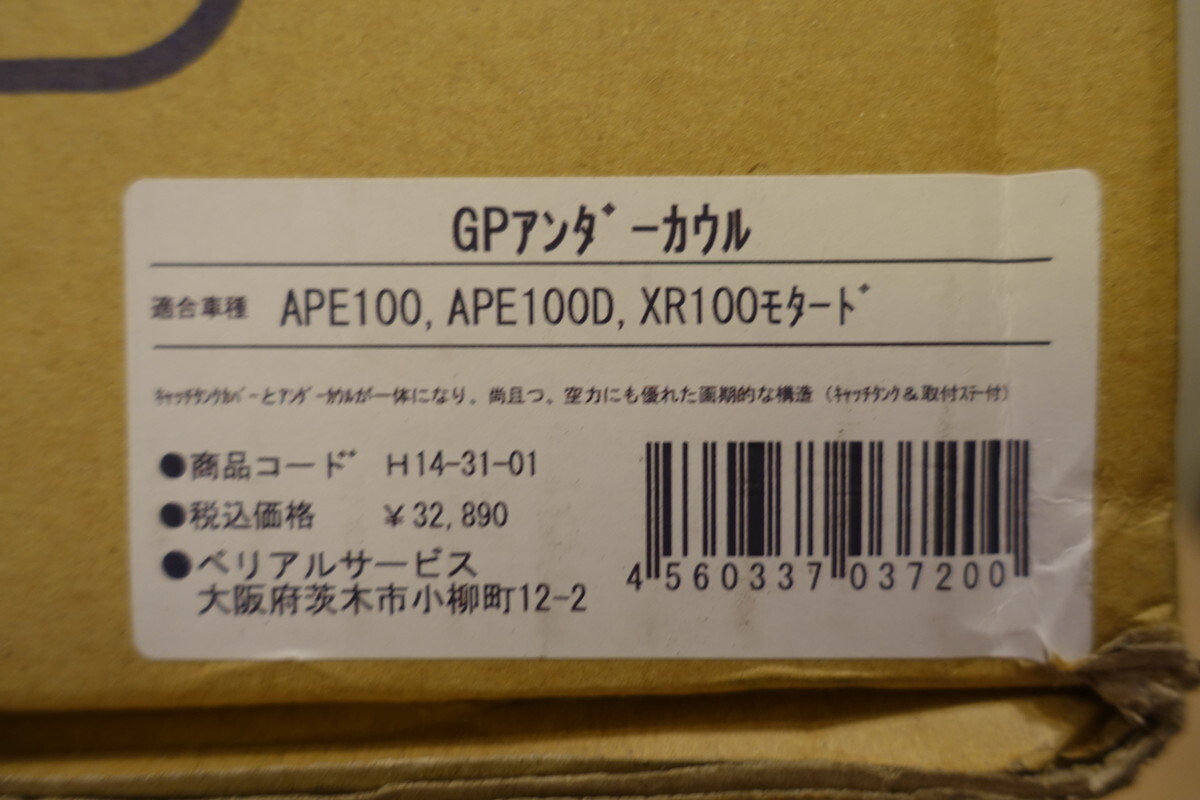 GPｱﾝﾀﾞｰｶｳﾙ
適合車種 APE100, APE100D, XR100ﾓﾀｰﾄﾞ
ｷｬｯﾁﾀﾝｸｶﾊﾞｰとｱﾝﾀﾞｰｶｳﾙが一体になり、尚且つ、空力にも優れた画期的な構造（ｷｬｯﾁﾀﾝｸ＆取付ｽﾃｰ付）
●商品コード H14-31-01
●税込価格 ￥32,890
●ベリアルサービス
大阪府茨木市小柳町12-2
4560337037200